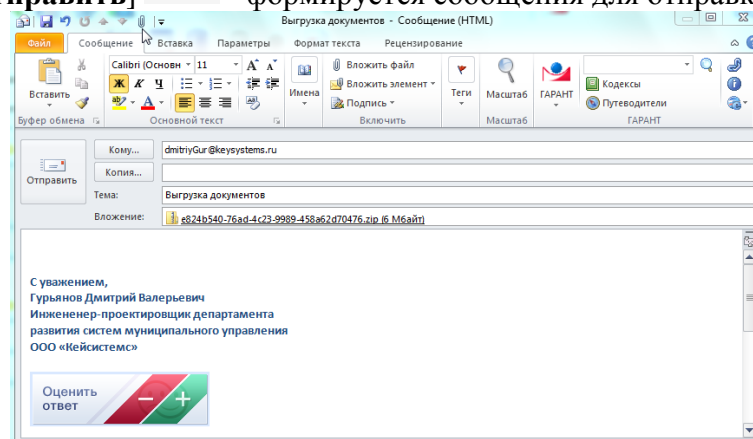 править] формируется сообщения для отправк
Выгрузка документов - Сообщение (HTML)
Файл Сообщение Вставка Параметры Формат текста Рецензирование
Вставить
Calibri (Основн 11 A A
Ж К Ч
Имена
Вложить файл
Вложить элемент
Подпись
Теги
Масштаб
ГАРАНТ
Кодексы
Путеводители
Буфер обмена Основной текст Включить Масштаб ГАРАНТ
Отправить
Кому... dmitriyGur@keysystems.ru
Копия...
Тема: Выгрузка документов
Вложение: e824b540-76ad-4c23-9989-458a62d70476.zip (6 Мбайт)
С уважением,
Гурьянов Дмитрий Валерьевич
Инжененер-проектировщик департамента
развития систем муниципального управления
ООО «Кейсистемс»
Оценить
ответ